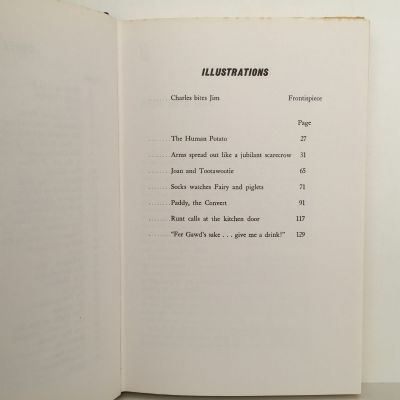 ILLUSTRATIONS
....... Charles bites Jim Frontispiece
Page
....... The Human Potato 27
....... Arms spread out like a jubilant scarecrow 31
....... Joan and Tootawoutie 65
....... Socks watches Fairy and piglets 71
....... Paddy, the Convert 91
....... Runt calls at the kitchen door 117
....... "Fer Gawd's sake . . . give me a drink!" 129